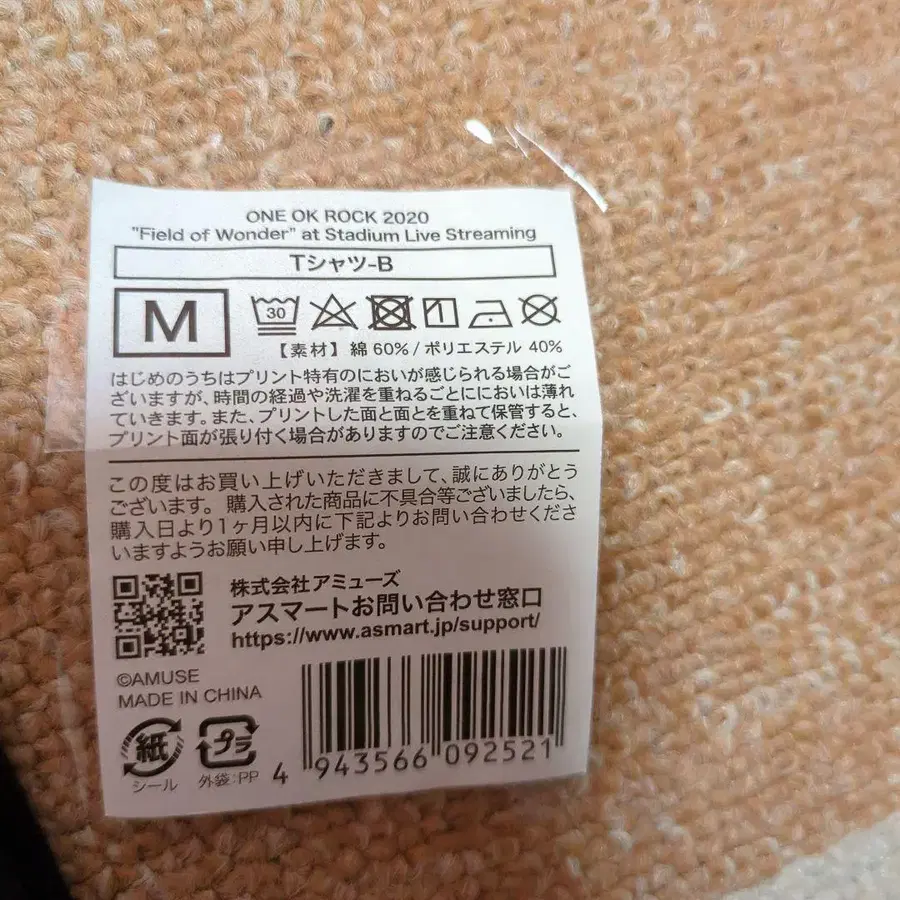 ONE OK ROCK 2020
"Field of Wonder" at Stadium Live Streaming
Tシャツ-B
M
30
【素材】 綿 60% / ポリエステル 40%
はじめのうちはプリント特有のにおいが感じられる場合がご
ざいますが、時間の経過や洗濯を重ねるごとににおいは薄れ
ていきます。また、プリントした面と面とを重ねて保管すると、
プリント面が張り付く場合がありますのでご注意ください。
この度はお買い上げいただきまして、誠にありがとう
ございます。購入された商品に不具合等ございましたら、
購入日より1ヶ月以内に下記よりお問い合わせくださ
いますようお願い申し上げます。
株式会社アミューズ
アスマートお問い合わせ窓口
https://www.asmart.jp/support/
©AMUSE
MADE IN CHINA
紙
シール
プラ
外袋:PP
4 943566 092521